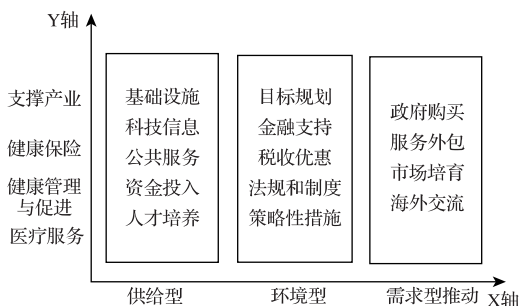 Y轴
支撑产业
健康保险
健康管理
与促进
医疗服务
基础设施
科技信息
公共服务
资金投入
人才培养
目标规划
金融支持
税收优惠
法规和制度
策略性措施
政府购买
服务外包
市场培育
海外交流
供给型
环境型
需求型推动
X轴